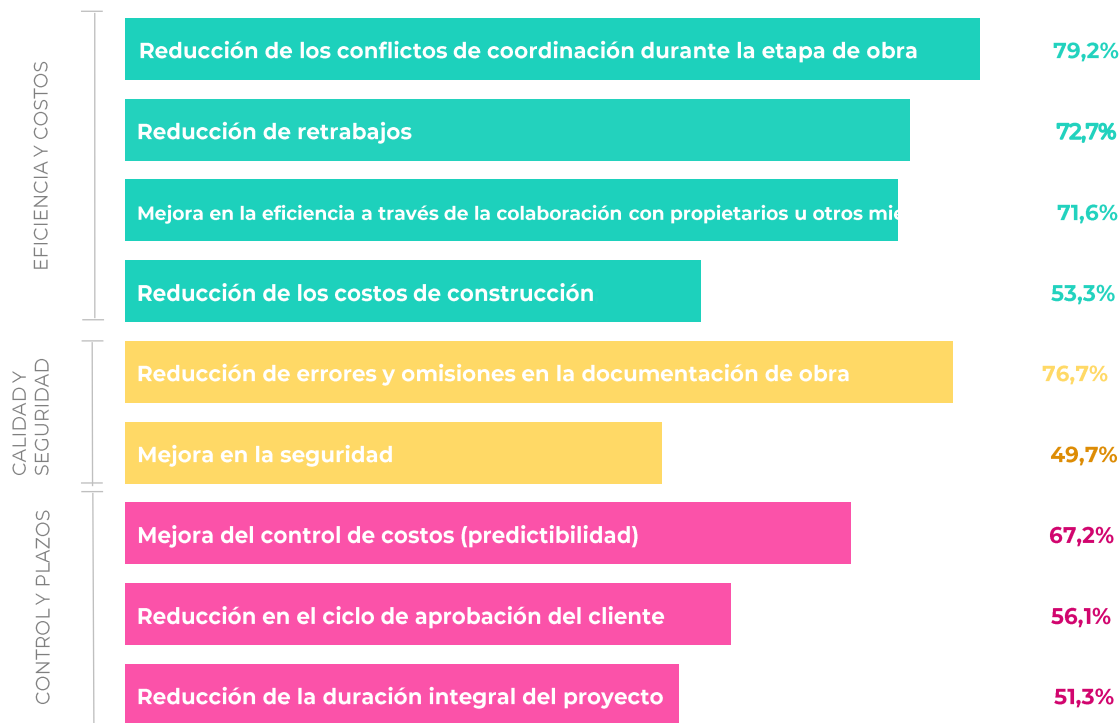 EFICIENCIA Y COSTOS
Reducción de los conflictos de coordinación durante la etapa de obra 79,2%
Reducción de retrabajos 72,7%
Mejora en la eficiencia a través de la colaboración con propietarios u otros 71,6%
Reducción de los costos de construcción 53,3%
CALIDAD Y
SEGURIDAD
Reducción de errores y omisiones en la documentación de obra 76,7%
Mejora en la seguridad 49,7%
CONTROL Y PLAZOS
Mejora del control de costos (predictibilidad) 67,2%
Reducción en el ciclo de aprobación del cliente 56,1%
Reducción de la duración integral del proyecto 51,3%